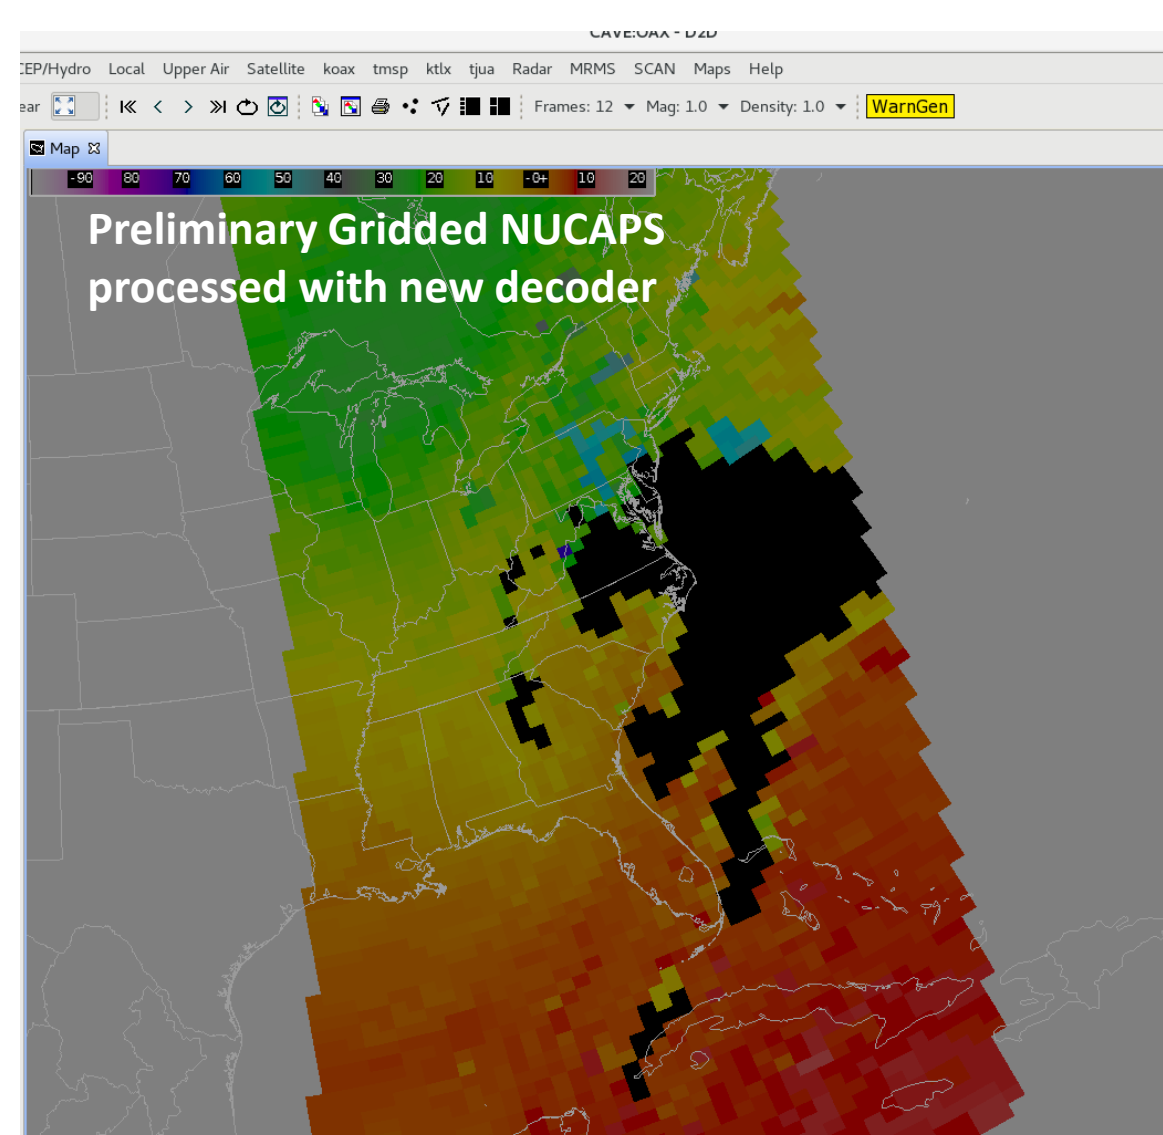 CAVE:OAX - D2D
CEP/Hydro Local Upper Air Satellite koax tmsp ktlx tjua Radar MRMS SCAN Maps Help
ear Frames: 12 Mag: 1.0 Density: 1.0 WarnGen
Map
-90 80 70 60 50 40 30 20 10 -0+ 10 20
Preliminary Gridded NUCAPS
processed with new decoder